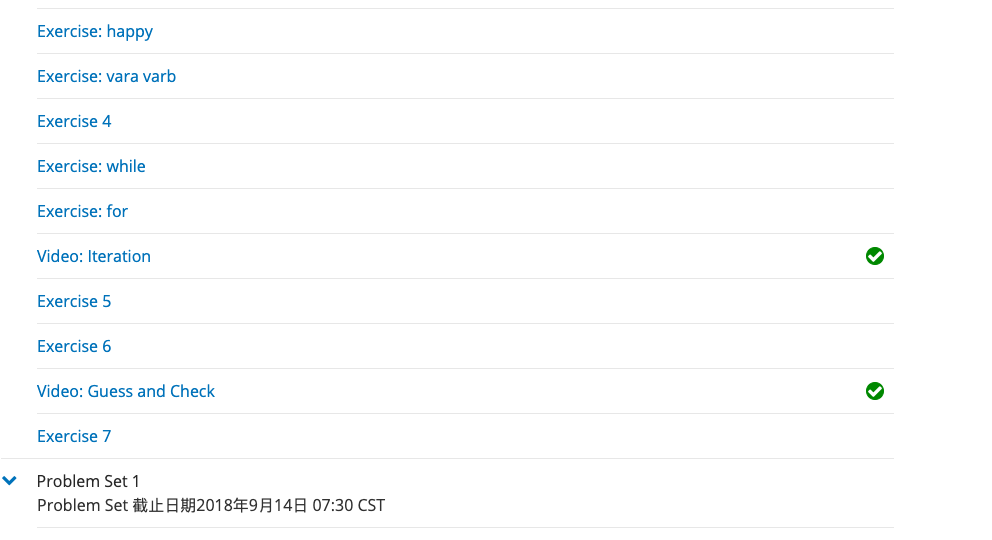 Exercise: happy
Exercise: vara varb
Exercise 4
Exercise: while
Exercise: for
Video: Iteration
Exercise 5
Exercise 6
Video: Guess and Check
Exercise 7
Problem Set 1
Problem Set 截止日期2018年9月14日 07:30 CST